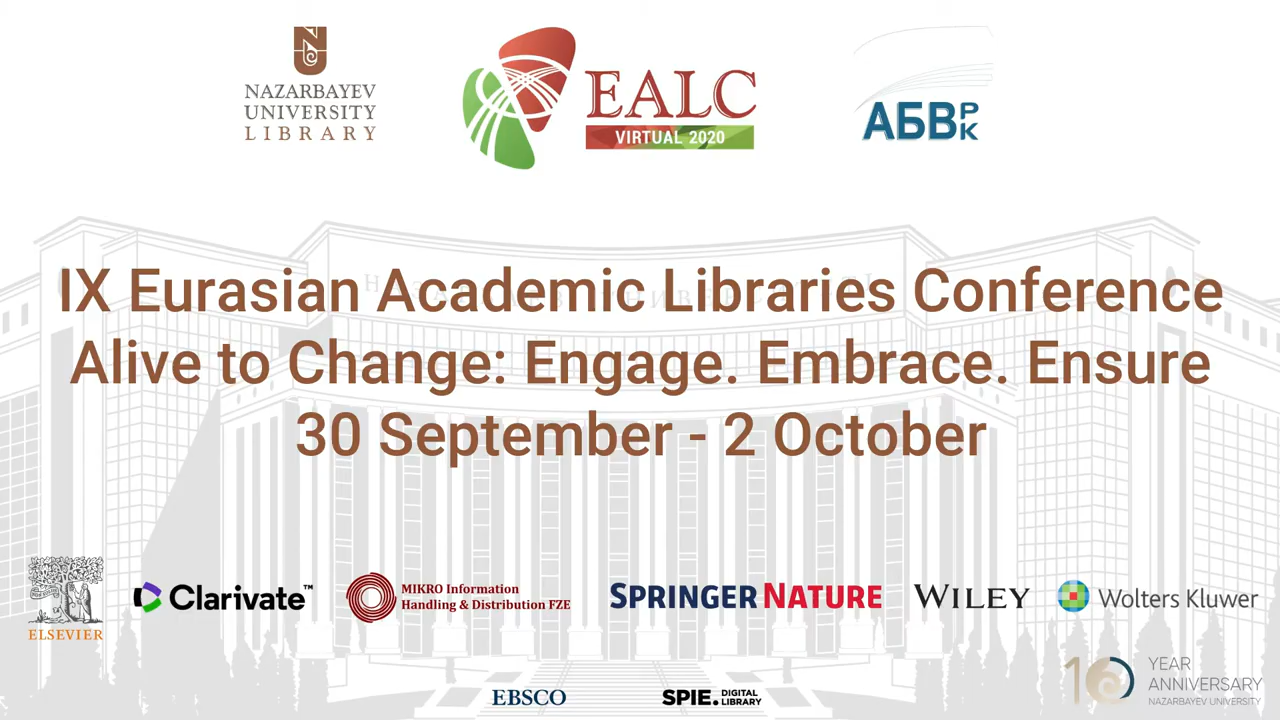 NAZARBAYEV
UNIVERSITY
LIBRARY
EALC
VIRTUAL 2020
АБВ РК
IX Eurasian Academic Libraries Conference
Alive to Change: Engage. Embrace. Ensure
30 September - 2 October
ELSEVIER
Clarivate™
MIKRO Information
Handling & Distribution FZE
SPRINGER NATURE
WILEY
Wolters Kluwer
EBSCO
SPIE. DIGITAL
LIBRARY
10 YEAR
ANNIVERSARY
NAZARBAYEV UNIVERSITY